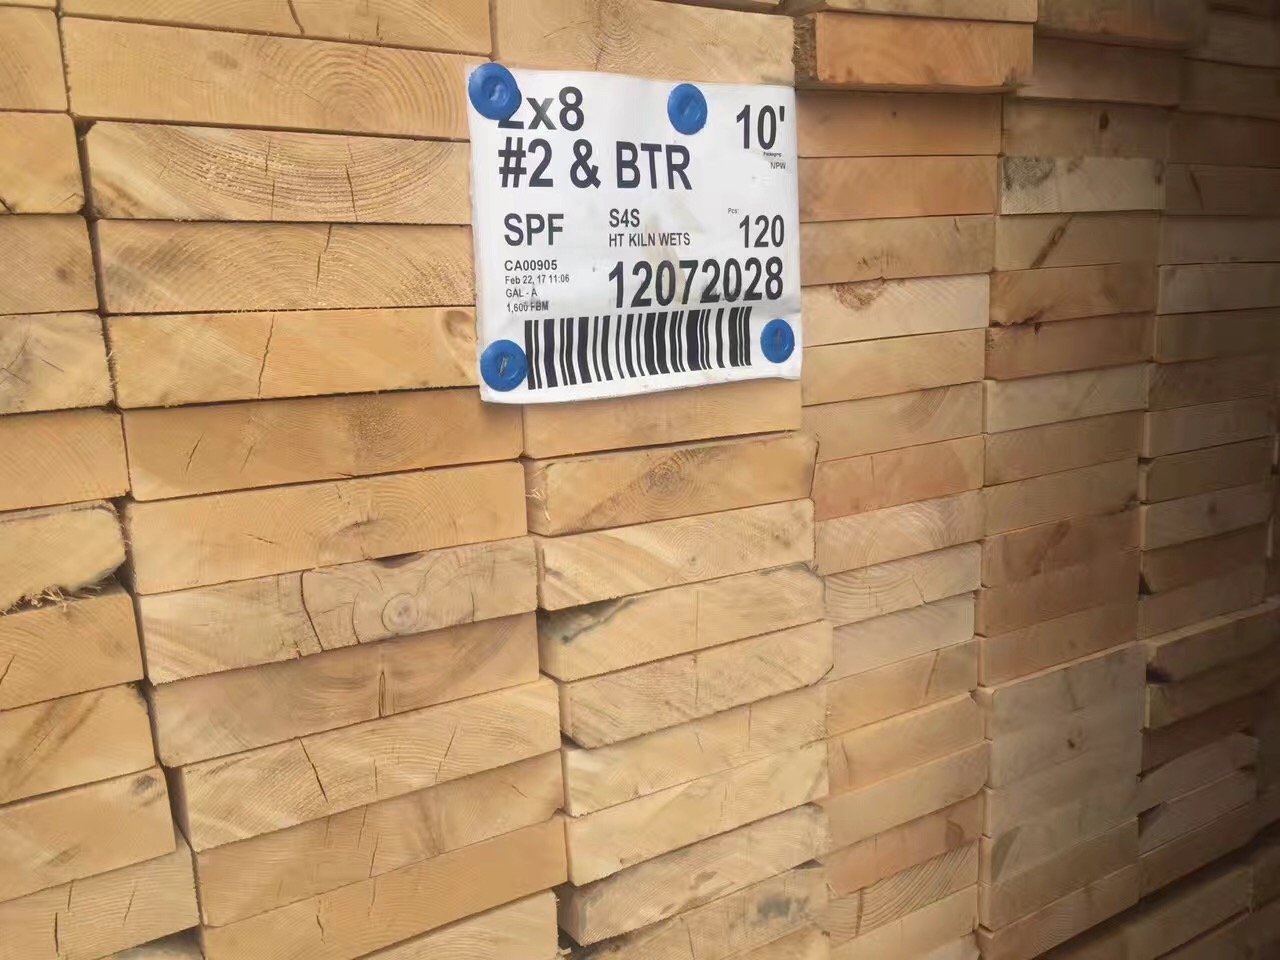 2x8
10'
Packaging:
NPW
#2 & BTR
SPF
S4S
HT KILN WETS
Pcs:
120
CA00905
Feb 22, 17 11:06
GAL - A
1,600 FBM
12072028